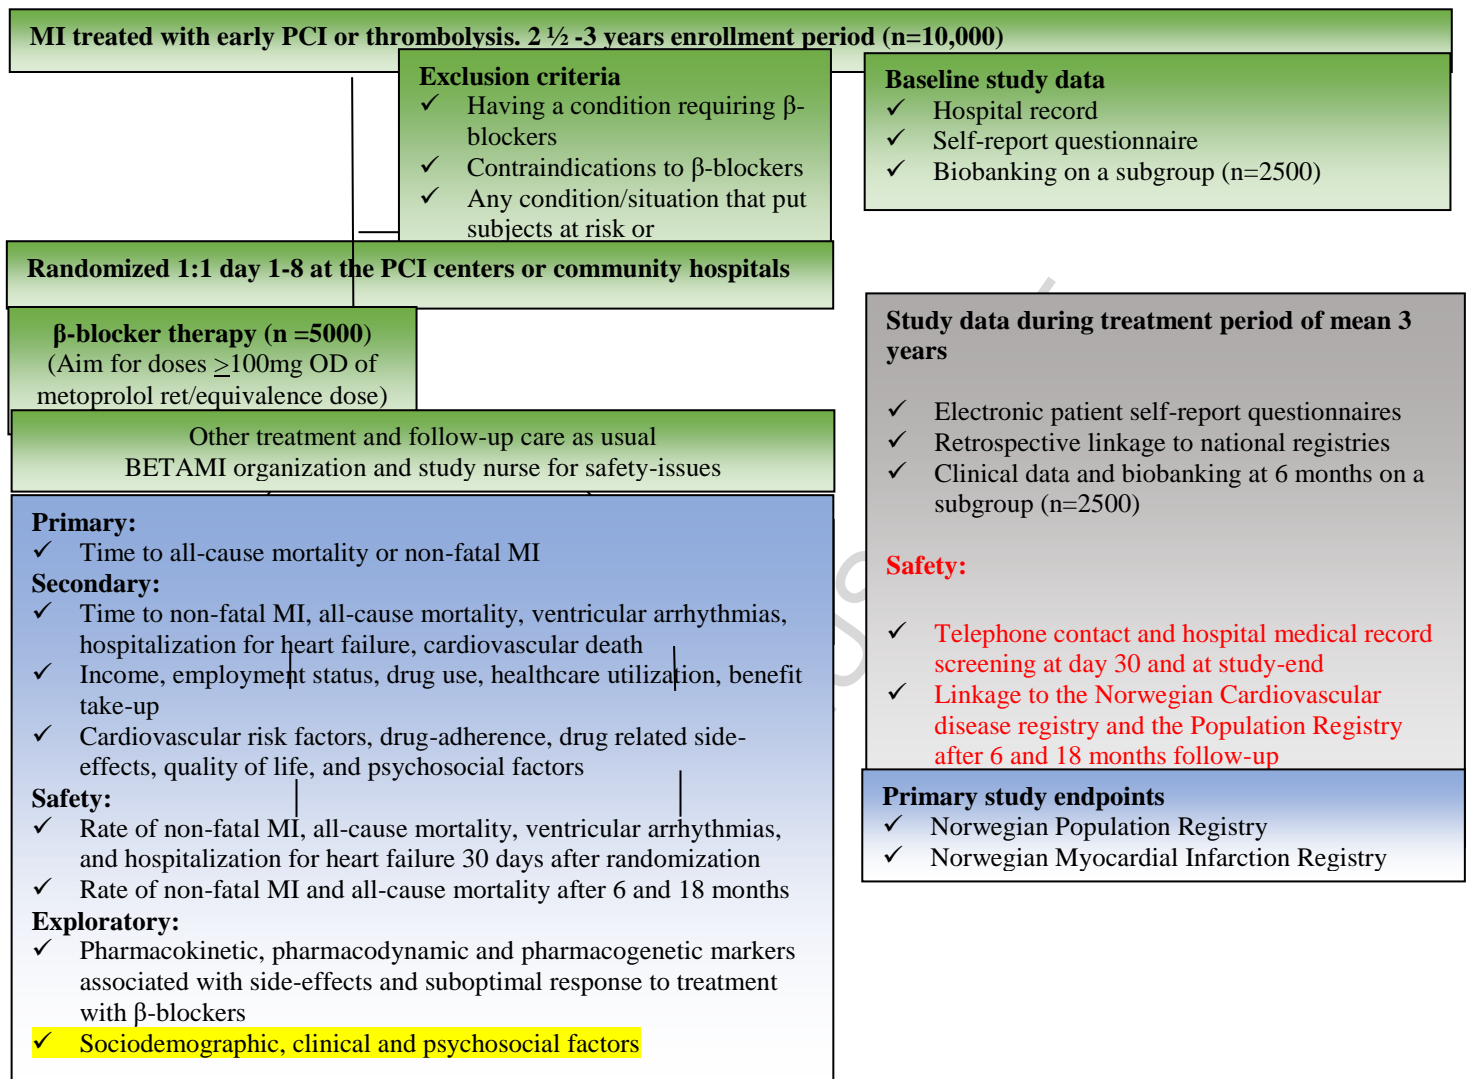 MI treated with early PCI or thrombolysis. 2 ½ -3 years enrollment period (n=10,000)
Exclusion criteria
✓ Having a condition requiring β-
blockers
✓ Contraindications to β-blockers
✓ Any condition/situation that put
subjects at risk or
Baseline study data
✓ Hospital record
✓ Self-report questionnaire
✓ Biobanking on a subgroup (n=2500)
Randomized 1:1 day 1-8 at the PCI centers or community hospitals
β-blocker therapy (n =5000)
(Aim for doses ≥100mg OD of
metoprolol ret/equivalence dose)
Other treatment and follow-up care as usual
BETAMI organization and study nurse for safety-issues
Primary:
✓ Time to all-cause mortality or non-fatal MI
Secondary:
✓ Time to non-fatal MI, all-cause mortality, ventricular arrhythmias,
hospitalization for heart failure, cardiovascular death
✓ Income, employment status, drug use, healthcare utilization, benefit
take-up
✓ Cardiovascular risk factors, drug-adherence, drug related side-
effects, quality of life, and psychosocial factors
Safety:
✓ Rate of non-fatal MI, all-cause mortality, ventricular arrhythmias,
and hospitalization for heart failure 30 days after randomization
✓ Rate of non-fatal MI and all-cause mortality after 6 and 18 months
Exploratory:
✓ Pharmacokinetic, pharmacodynamic and pharmacogenetic markers
associated with side-effects and suboptimal response to treatment
with β-blockers
✓ Sociodemographic, clinical and psychosocial factors
Study data during treatment period of mean 3
years
✓ Electronic patient self-report questionnaires
✓ Retrospective linkage to national registries
✓ Clinical data and biobanking at 6 months on a
subgroup (n=2500)
Safety:
✓ Telephone contact and hospital medical record
screening at day 30 and at study-end
✓ Linkage to the Norwegian Cardiovascular
disease registry and the Population Registry
after 6 and 18 months follow-up
Primary study endpoints
✓ Norwegian Population Registry
✓ Norwegian Myocardial Infarction Registry